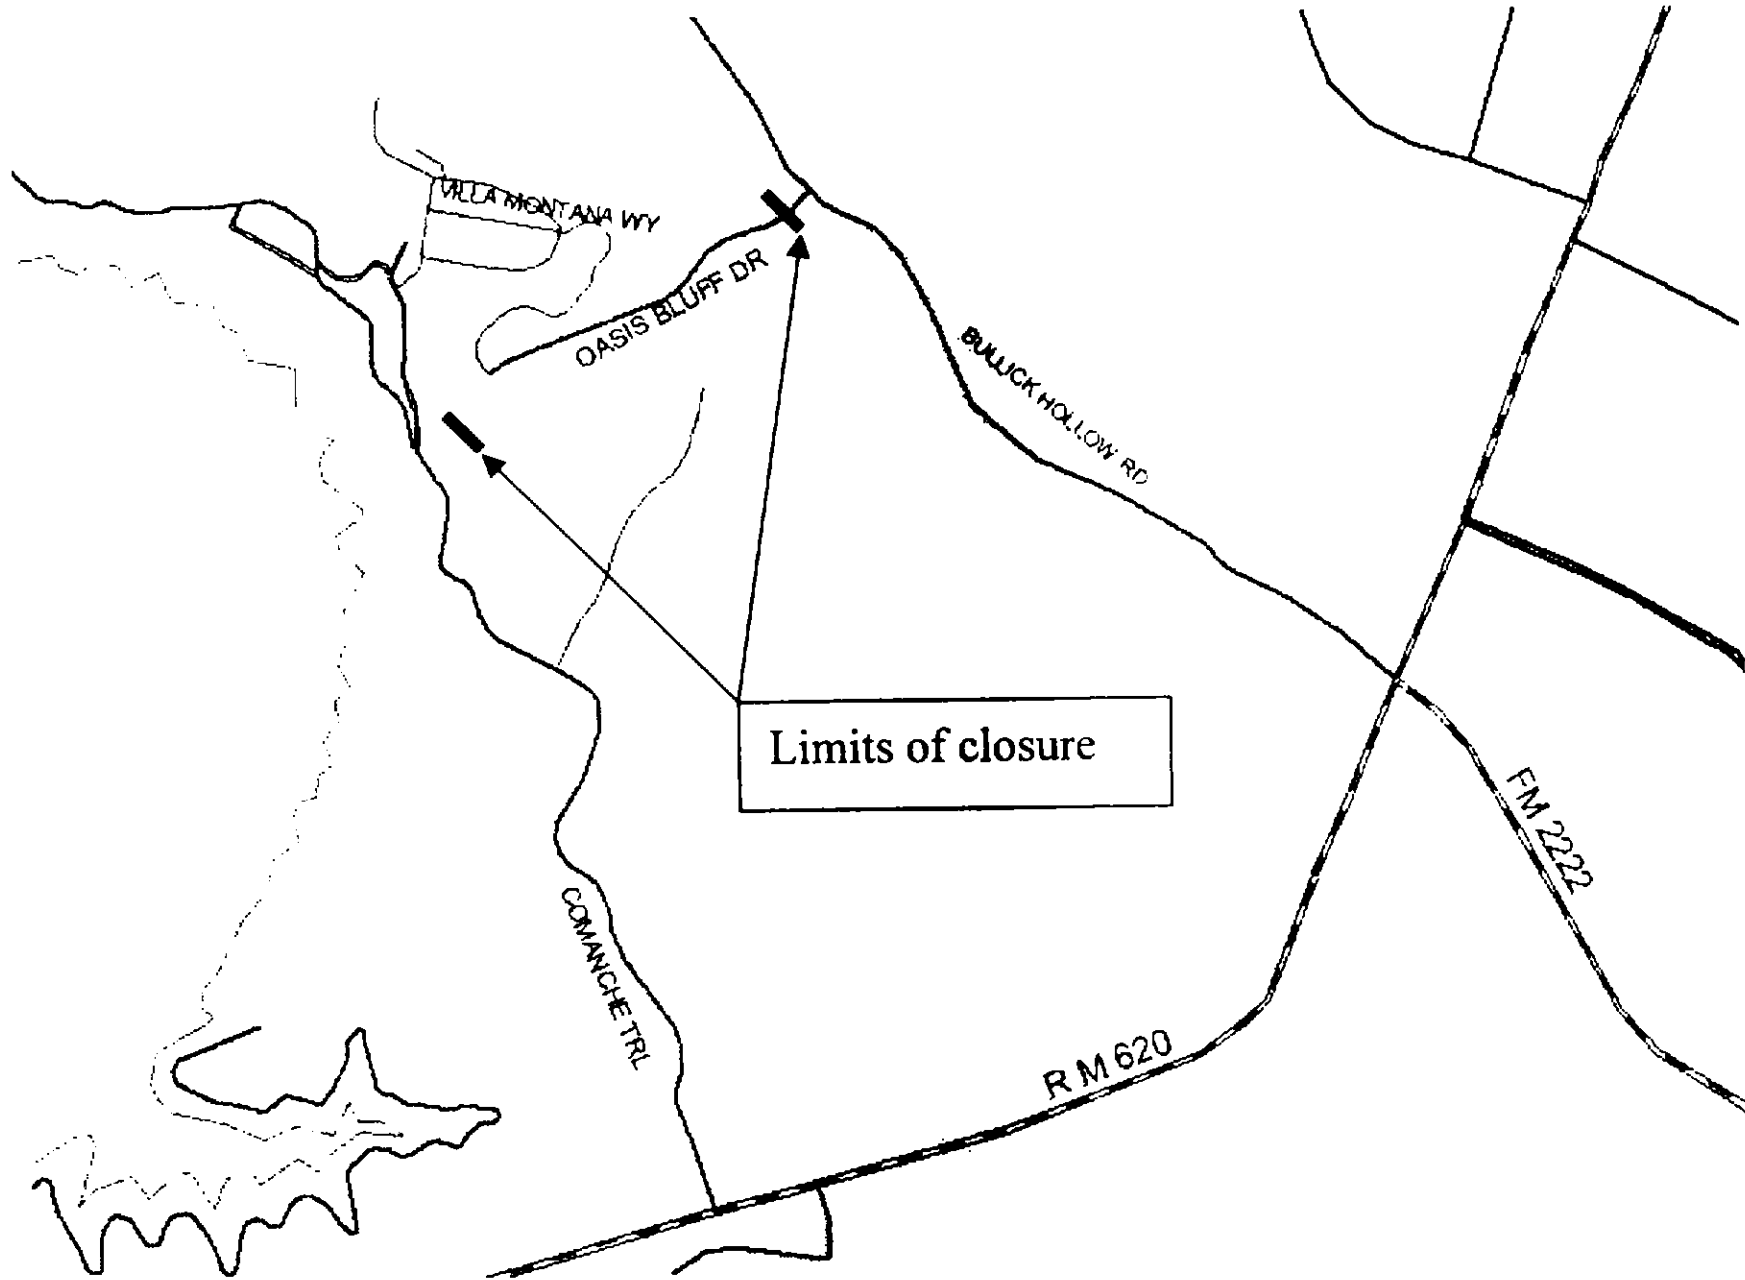 VILLA MONTANA WY
OASIS BLUFF DR
BULLICK HOLLOW RD
Limits of closure
FM 2222
COMANCHE TRL
R M 620